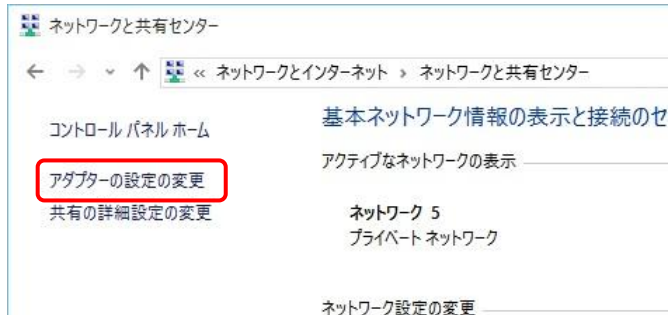 ネットワークと共有センター
« ネットワークとインターネット › ネットワークと共有センター
コントロール パネル ホーム
アダプターの設定の変更
共有の詳細設定の変更
基本ネットワーク情報の表示と接続のセ
アクティブなネットワークの表示
ネットワーク 5
プライベート ネットワーク
ネットワーク設定の変更